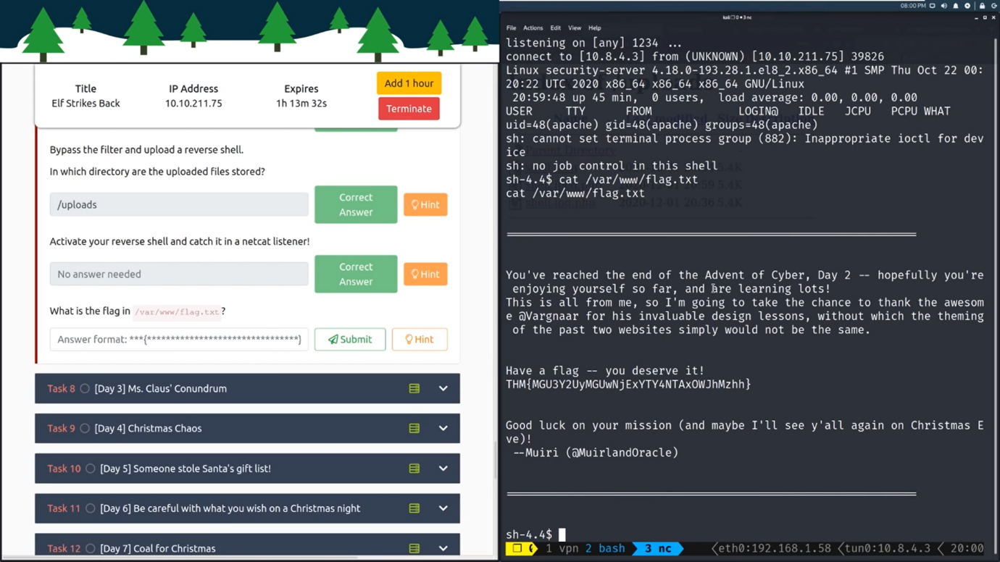 Title
Elf Strikes Back
IP Address
10.10.211.75
Expires
1h 13m 32s
Add 1 hour
Terminate
Bypass the filter and upload a reverse shell.
In which directory are the uploaded files stored?
/uploads
Correct
Answer
Hint
Activate your reverse shell and catch it in a netcat listener!
No answer needed
Correct
Answer
Hint
What is the flag in /var/www/flag.txt?
Answer format: ***{********************************}
Submit
Hint
Task 8 [Day 3] Ms. Claus' Conundrum
Task 9 [Day 4] Christmas Chaos
Task 10 [Day 5] Someone stole Santa's gift list!
Task 11 [Day 6] Be careful with what you wish on a Christmas night
Task 12 [Day 7] Coal for Christmas
08:00 PM
File Actions Edit View Help
listening on [any] 1234 ...
connect to [10.8.4.3] from (UNKNOWN) [10.10.211.75] 39826
Linux security-server 4.18.0-193.28.1.el8_2.x86_64 #1 SMP Thu Oct 22 00:
20:22 UTC 2020 x86_64 x86_64 x86_64 GNU/Linux
20:59:48 up 45 min, 0 users, load average: 0.00, 0.00, 0.00
USER TTY FROM LOGIN@ IDLE JCPU PCPU WHAT
uid=48(apache) gid=48(apache) groups=48(apache)
sh: cannot set terminal process group (882): Inappropriate ioctl for dev
ice
sh: no job control in this shell
sh-4.4$ cat /var/www/flag.txt
cat /var/www/flag.txt
You've reached the end of the Advent of Cyber, Day 2 -- hopefully you're
enjoying yourself so far, and are learning lots!
This is all from me, so I'm going to take the chance to thank the awesom
e @Vargnaar for his invaluable design lessons, without which the theming
of the past two websites simply would not be the same.
Have a flag -- you deserve it!
THM{MGU3Y2UyMGUwNjExYTY4NTAxOWJhMzhh}
Good luck on your mission (and maybe I'll see y'all again on Christmas E
ve)!
--Muiri (@MuirlandOracle)
sh-4.4$
1 vpn 2 bash 3 nc eth0:192.168.1.58 tun0:10.8.4.3 20:00